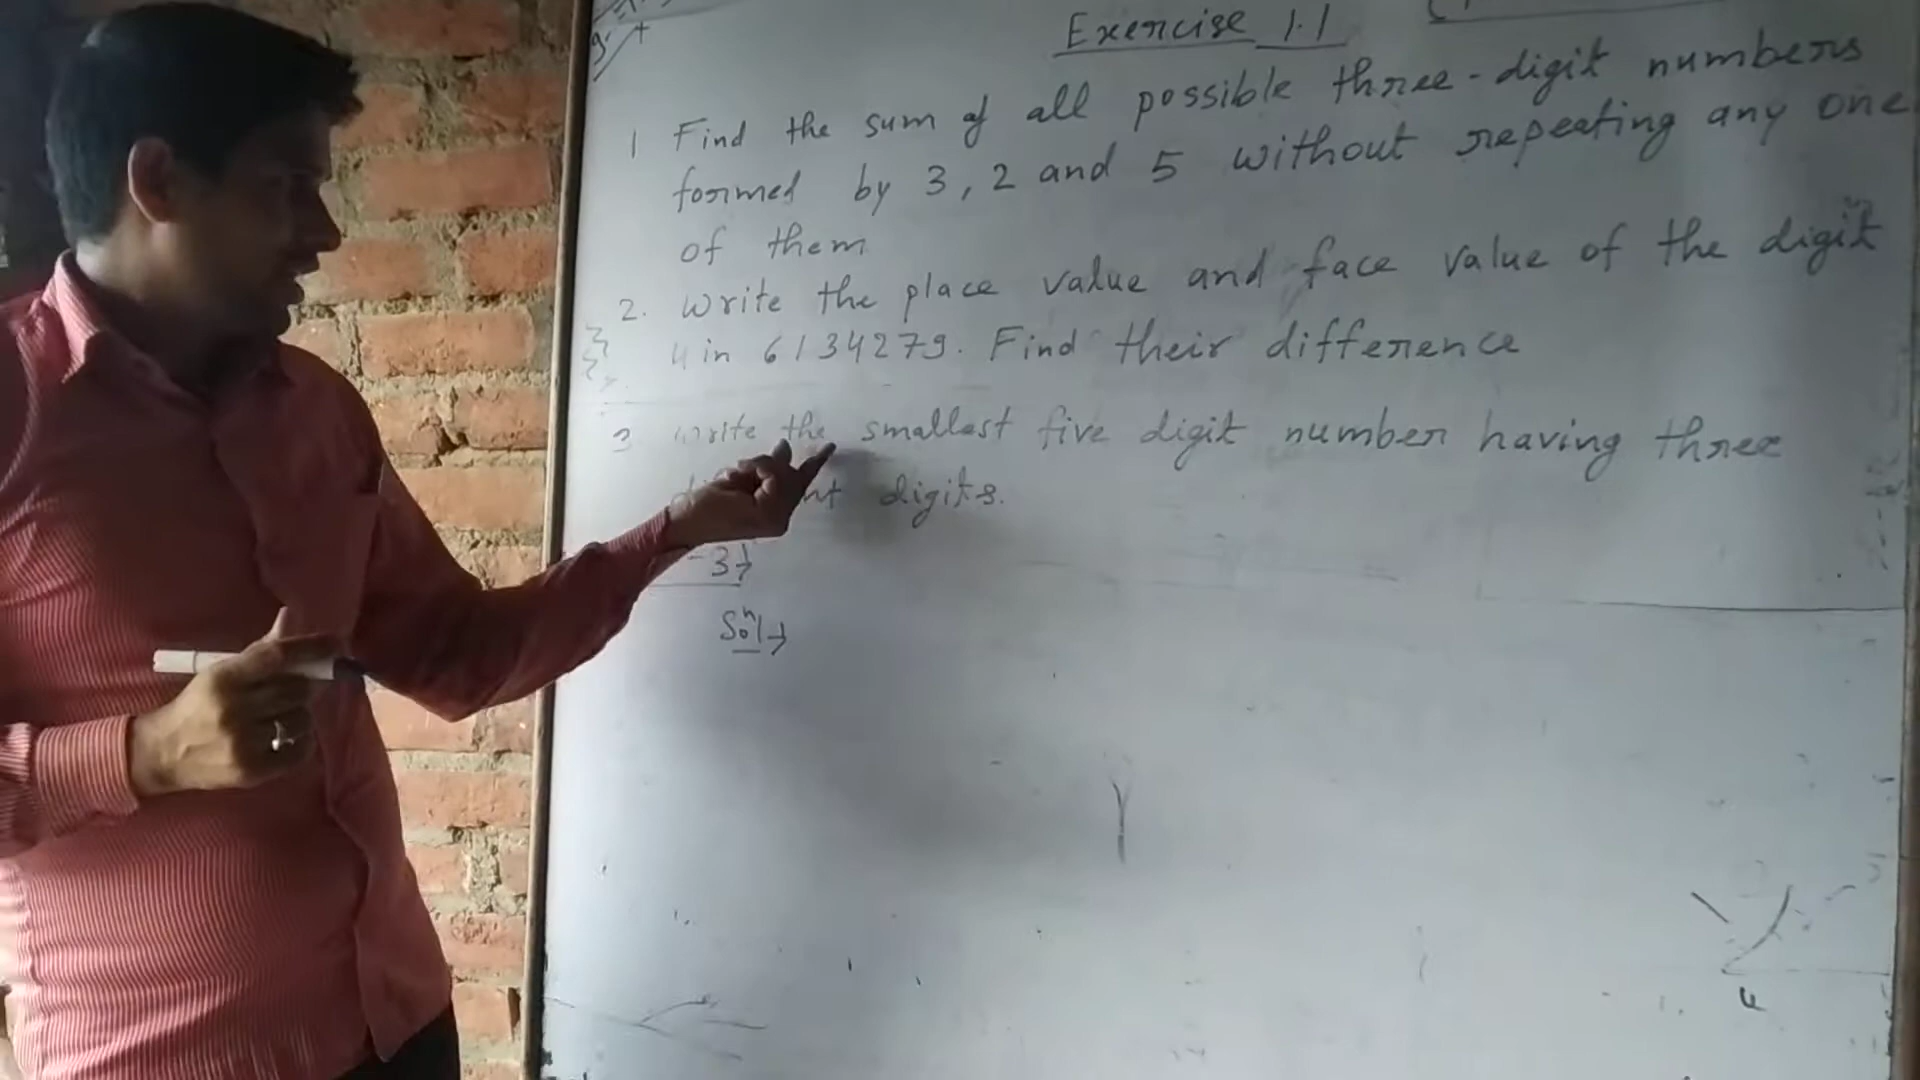 Exercise 1.1
1 Find the sum of all possible three-digit numbers
formed by 3, 2 and 5 without repeating any one
of them
2. Write the place value and face value of the digit
4 in 6134279. Find their difference
3 Write the smallest five digit number having three
digits.
-3
Soln→